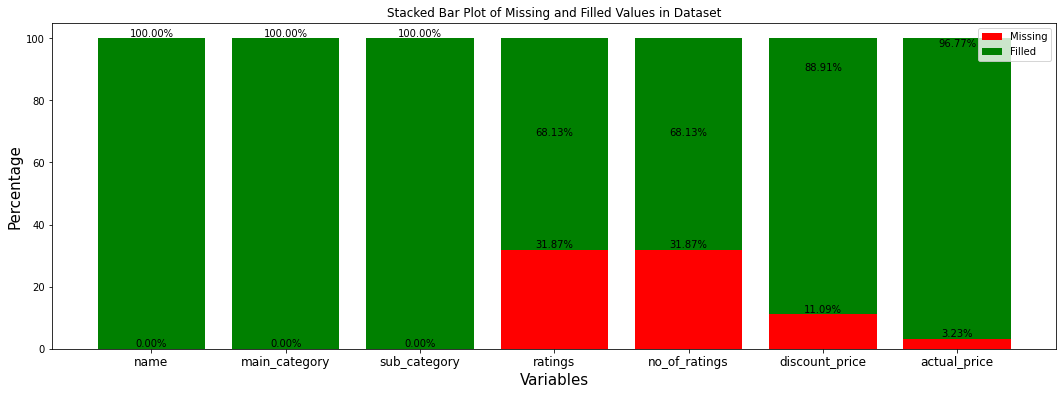 Stacked Bar Plot of Missing and Filled Values in Dataset
Missing
Filled
100.00%
100.00%
100.00%
96.77%
88.91%
68.13%
68.13%
31.87%
31.87%
11.09%
3.23%
0.00%
0.00%
0.00%
100
80
60
40
20
0
Percentage
name
main_category
sub_category
ratings
no_of_ratings
discount_price
actual_price
Variables